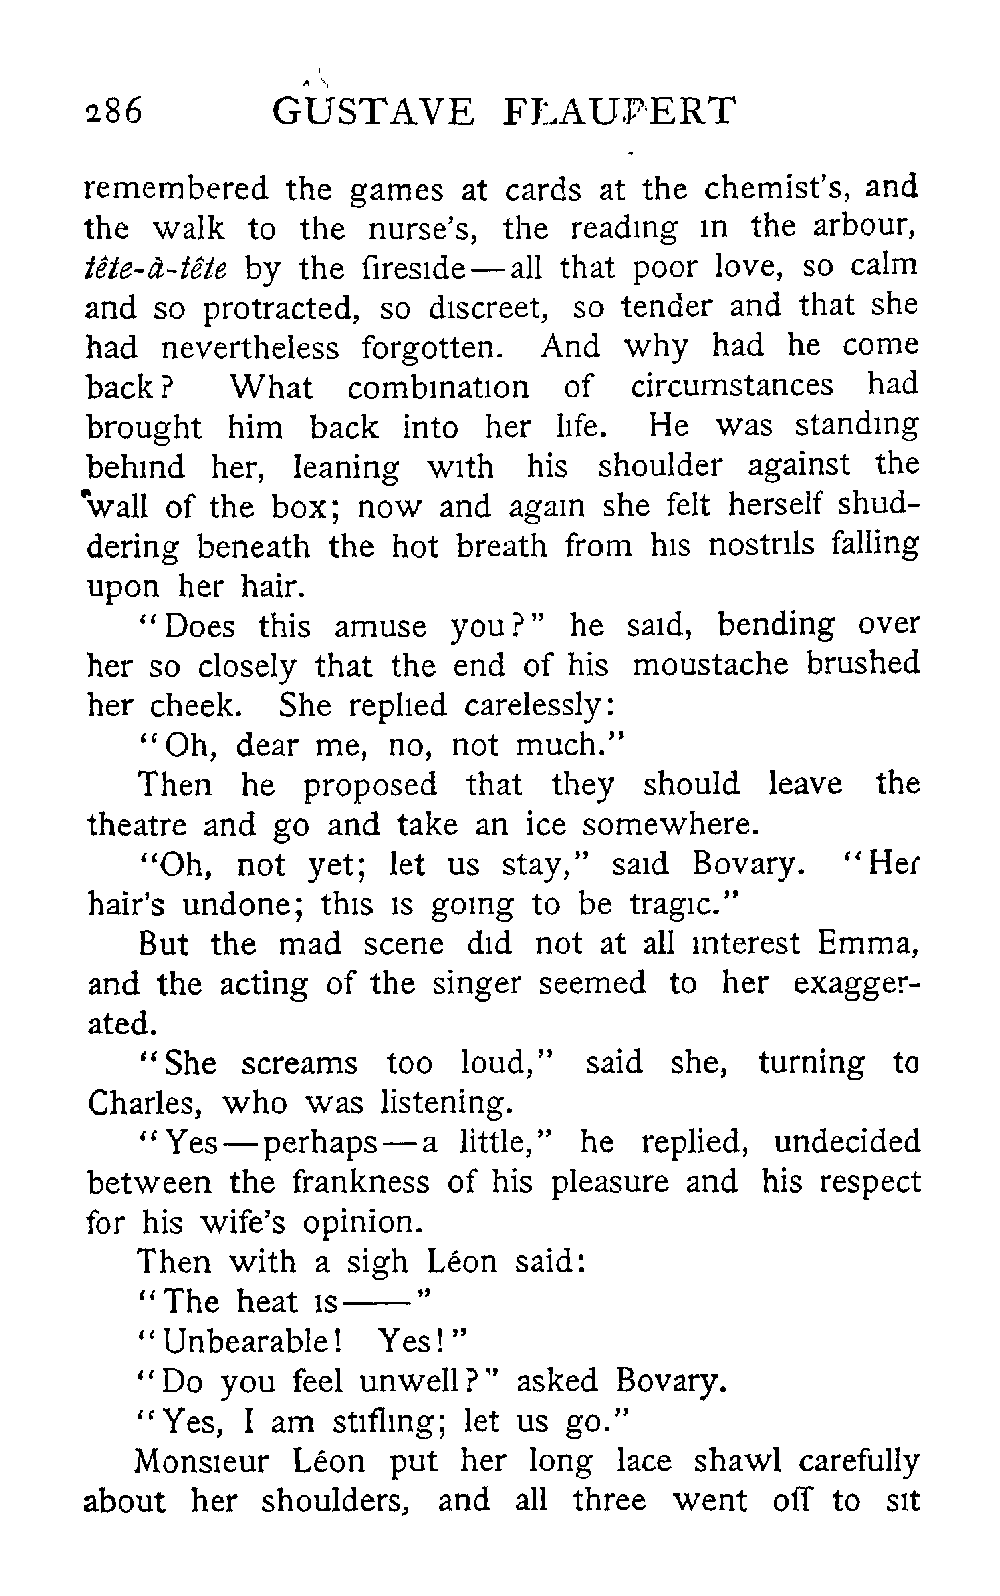 286 GUSTAVE FLAUBERT
remembered the games at cards at the chemist's, and
the walk to the nurse's, the reading in the arbour,
tête-à-tête by the fireside—all that poor love, so calm
and so protracted, so discreet, so tender and that she
had nevertheless forgotten. And why had he come
back? What combination of circumstances had
brought him back into her life. He was standing
behind her, leaning with his shoulder against the
wall of the box; now and again she felt herself shud-
dering beneath the hot breath from his nostrils falling
upon her hair.
"Does this amuse you?" he said, bending over
her so closely that the end of his moustache brushed
her cheek. She replied carelessly:
"Oh, dear me, no, not much."
Then he proposed that they should leave the
theatre and go and take an ice somewhere.
"Oh, not yet; let us stay," said Bovary. "Her
hair's undone; this is going to be tragic."
But the mad scene did not at all interest Emma,
and the acting of the singer seemed to her exagger-
ated.
"She screams too loud," said she, turning to
Charles, who was listening.
"Yes—perhaps—a little," he replied, undecided
between the frankness of his pleasure and his respect
for his wife's opinion.
Then with a sigh Léon said:
"The heat is——"
"Unbearable! Yes!"
"Do you feel unwell?" asked Bovary.
"Yes, I am stifling; let us go."
Monsieur Léon put her long lace shawl carefully
about her shoulders, and all three went off to sit